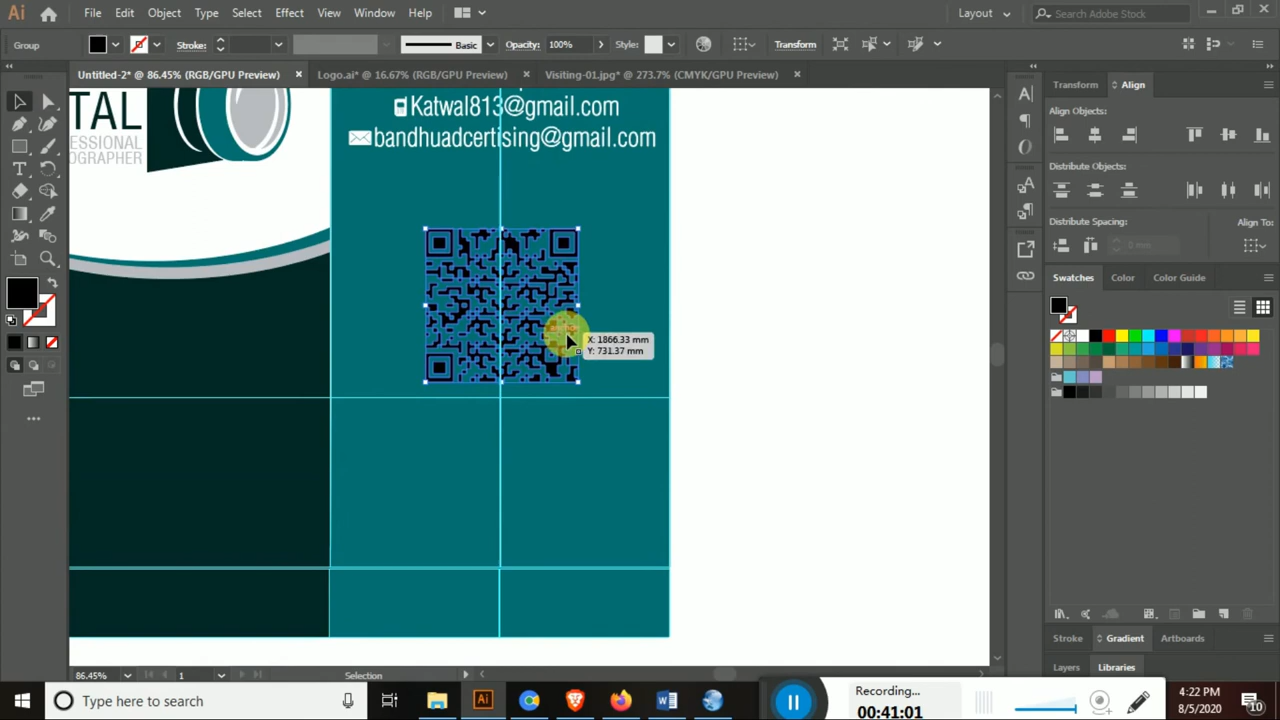 Ai File Edit Object Type Select Effect View Window Help Layout Search Adobe Stock
Group Stroke: Basic Opacity: 100% Style: Transform
Untitled-2* @ 86.45% (RGB/GPU Preview) × Logo.ai* @ 16.67% (RGB/GPU Preview) × Visiting-01.jpg* @ 273.7% (CMYK/GPU Preview) ×
Transform Align
Align Objects:
Distribute Objects:
Distribute Spacing: Align To:
0 mm
Swatches Color Color Guide
Stroke Gradient Artboards
Layers Libraries
TAL
ESSIONAL
OGRAPHER
Katwal813@gmail.com
bandhuadcertising@gmail.com
anchor
X: 1866.33 mm
Y: 731.37 mm
86.45% 1 Selection
Type here to search
Recording...
00:41:01
4:22 PM
8/5/2020
10